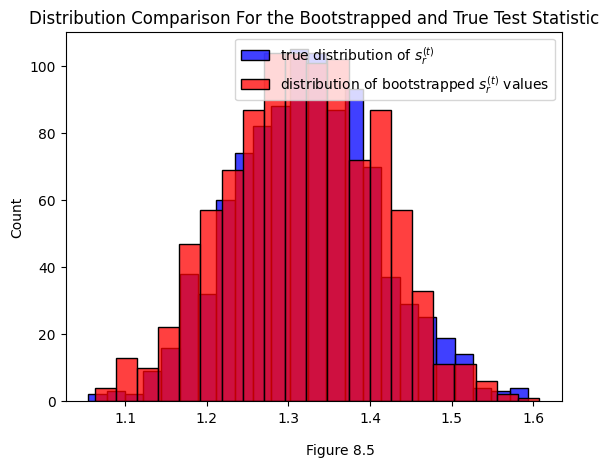 Distribution Comparison For the Bootstrapped and True Test Statistic
true distribution of $s_r^{(t)}$
distribution of bootstrapped $s_r^{(t)}$ values
Count
100
80
60
40
20
0
1.1 1.2 1.3 1.4 1.5 1.6
Figure 8.5